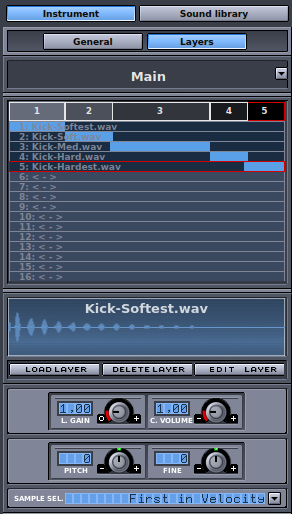 Instrument Sound library
General Layers
Main
1 2 3 4 5
1: Kick-Softest.wav
2: Kick-Soft.wav
3: Kick-Med.wav
4: Kick-Hard.wav
5: Kick-Hardest.wav
6: < - >
7: < - >
8: < - >
9: < - >
10: < - >
11: < - >
12: < - >
13: < - >
14: < - >
15: < - >
16: < - >
Kick-Softest.wav
LOAD LAYER DELETE LAYER EDIT LAYER
1.00 1.00
L. GAIN C. VOLUME
0 0
PITCH FINE
SAMPLE SEL. First in Velocity